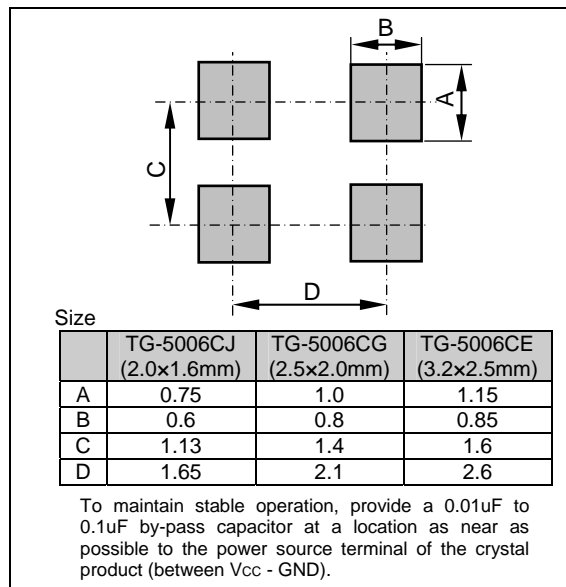 B
A
C
D
Size
TG-5006CJ TG-5006CG TG-5006CE
(2.0×1.6mm) (2.5×2.0mm) (3.2×2.5mm)
A 0.75 1.0 1.15
B 0.6 0.8 0.85
C 1.13 1.4 1.6
D 1.65 2.1 2.6
To maintain stable operation, provide a 0.01uF to
0.1uF by-pass capacitor at a location as near as
possible to the power source terminal of the crystal
product (between Vcc - GND).